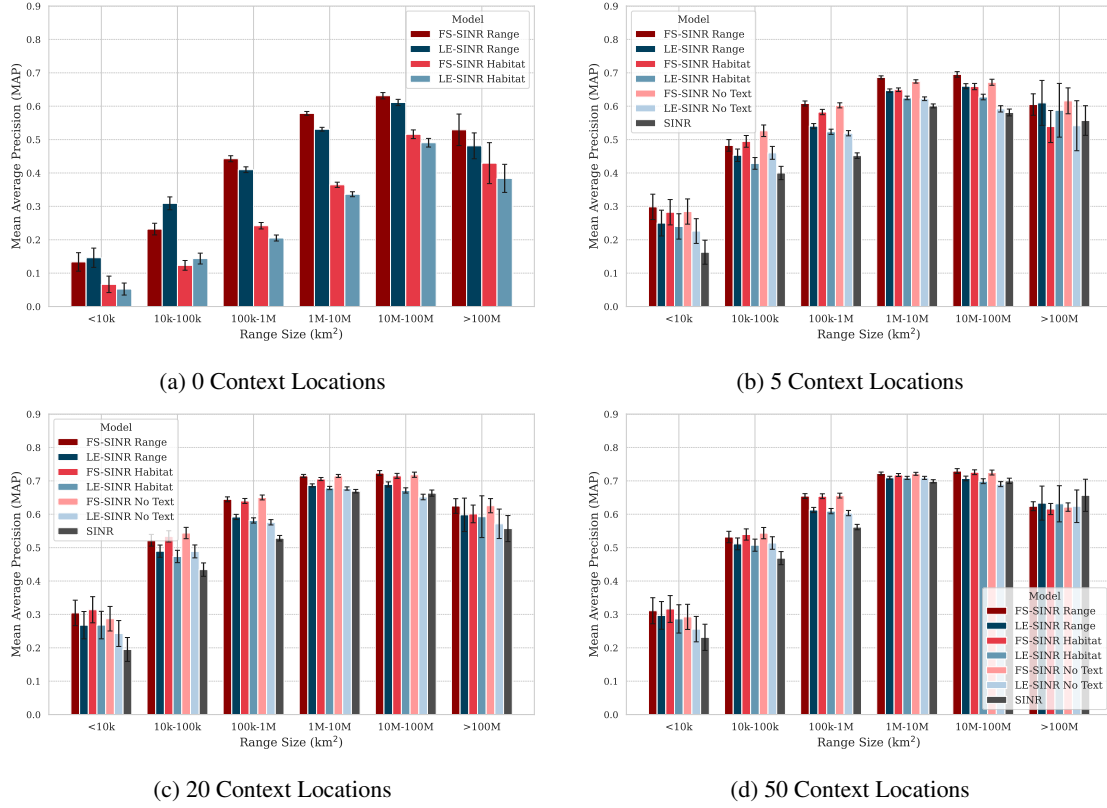 Mean Average Precision (MAP)
0.9
0.8
0.7
0.6
0.5
0.4
0.3
0.2
0.1
0.0
Model
FS-SINR Range
LE-SINR Range
FS-SINR Habitat
LE-SINR Habitat
<10k
10k-100k
100k-1M
1M-10M
10M-100M
>100M
Range Size (km²)
(a) 0 Context Locations
Mean Average Precision (MAP)
0.9
0.8
0.7
0.6
0.5
0.4
0.3
0.2
0.1
0.0
Model
FS-SINR Range
LE-SINR Range
FS-SINR Habitat
LE-SINR Habitat
FS-SINR No Text
LE-SINR No Text
SINR
<10k
10k-100k
100k-1M
1M-10M
10M-100M
>100M
Range Size (km²)
(b) 5 Context Locations
Mean Average Precision (MAP)
0.9
0.8
0.7
0.6
0.5
0.4
0.3
0.2
0.1
0.0
Model
FS-SINR Range
LE-SINR Range
FS-SINR Habitat
LE-SINR Habitat
FS-SINR No Text
LE-SINR No Text
SINR
<10k
10k-100k
100k-1M
1M-10M
10M-100M
>100M
Range Size (km²)
(c) 20 Context Locations
Mean Average Precision (MAP)
0.9
0.8
0.7
0.6
0.5
0.4
0.3
0.2
0.1
0.0
Model
FS-SINR Range
LE-SINR Range
FS-SINR Habitat
LE-SINR Habitat
FS-SINR No Text
LE-SINR No Text
SINR
<10k
10k-100k
100k-1M
1M-10M
10M-100M
>100M
Range Size (km²)
(d) 50 Context Locations